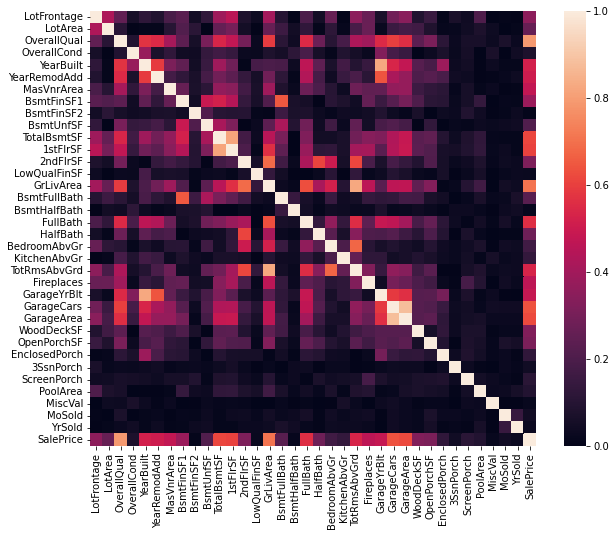 LotFrontage
LotArea
OverallQual
OverallCond
YearBuilt
YearRemodAdd
MasVnrArea
BsmtFinSF1
BsmtFinSF2
BsmtUnfSF
TotalBsmtSF
1stFlrSF
2ndFlrSF
LowQualFinSF
GrLivArea
BsmtFullBath
BsmtHalfBath
FullBath
HalfBath
BedroomAbvGr
KitchenAbvGr
TotRmsAbvGrd
Fireplaces
GarageYrBlt
GarageCars
GarageArea
WoodDeckSF
OpenPorchSF
EnclosedPorch
3SsnPorch
ScreenPorch
PoolArea
MiscVal
MoSold
YrSold
SalePrice
LotFrontage
LotArea
OverallQual
OverallCond
YearBuilt
YearRemodAdd
MasVnrArea
BsmtFinSF1
BsmtFinSF2
BsmtUnfSF
TotalBsmtSF
1stFlrSF
2ndFlrSF
LowQualFinSF
GrLivArea
BsmtFullBath
BsmtHalfBath
FullBath
HalfBath
BedroomAbvGr
KitchenAbvGr
TotRmsAbvGrd
Fireplaces
GarageYrBlt
GarageCars
GarageArea
WoodDeckSF
OpenPorchSF
EnclosedPorch
3SsnPorch
ScreenPorch
PoolArea
MiscVal
MoSold
YrSold
SalePrice
1.0
0.8
0.6
0.4
0.2
0.0